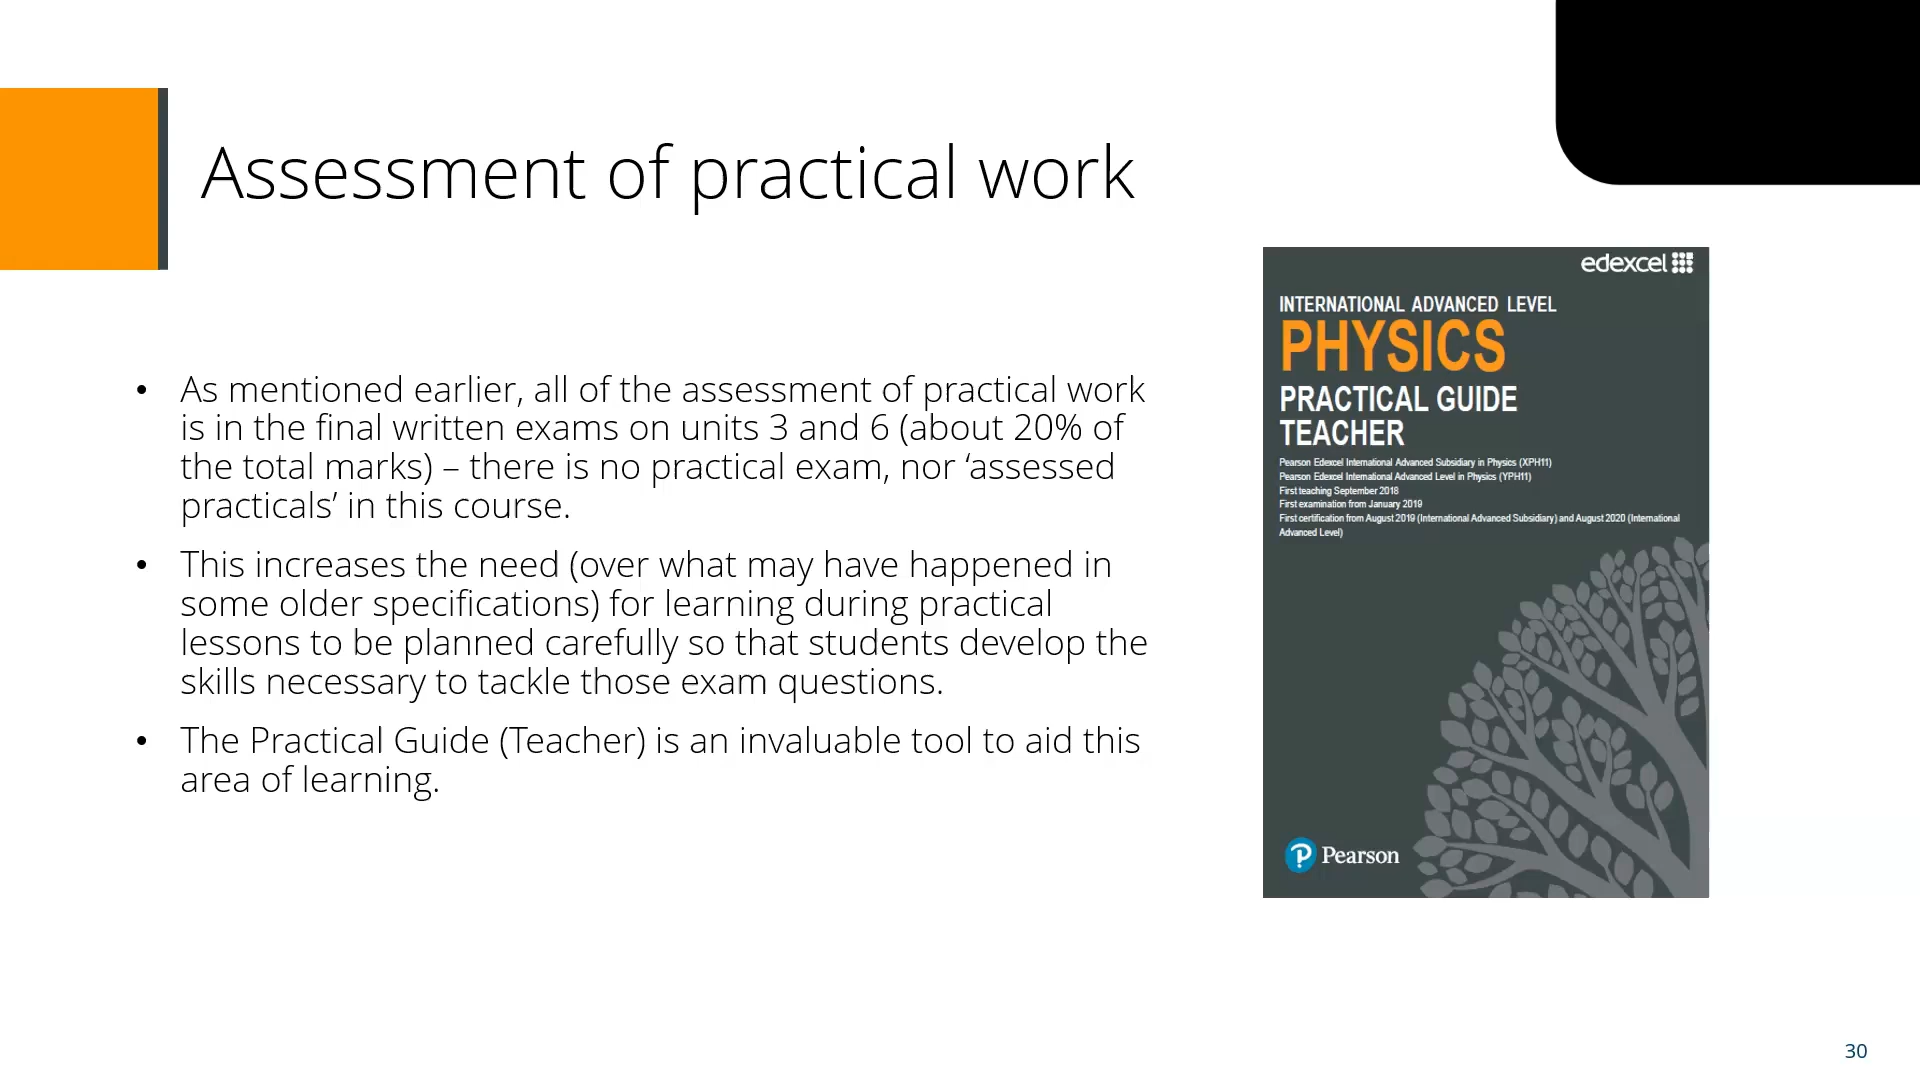 Assessment of practical work
• As mentioned earlier, all of the assessment of practical work
is in the final written exams on units 3 and 6 (about 20% of
the total marks) – there is no practical exam, nor ‘assessed
practicals’ in this course.
• This increases the need (over what may have happened in
some older specifications) for learning during practical
lessons to be planned carefully so that students develop the
skills necessary to tackle those exam questions.
• The Practical Guide (Teacher) is an invaluable tool to aid this
area of learning.
edexcel
INTERNATIONAL ADVANCED LEVEL
PHYSICS
PRACTICAL GUIDE
TEACHER
Pearson Edexcel International Advanced Subsidiary in Physics (XPH11)
Pearson Edexcel International Advanced Level in Physics (YPH11)
First teaching September 2018
First examination from January 2019
First certification from August 2019 (International Advanced Subsidiary) and August 2020 (International
Advanced Level)
Pearson
30